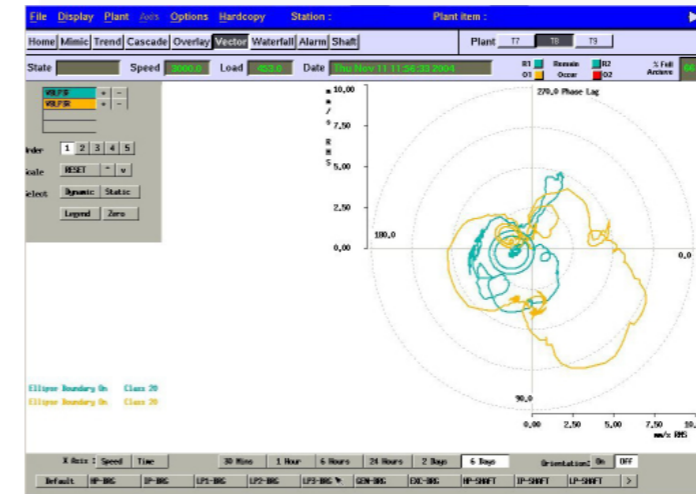 File Display Plant Axis Options Hardcopy Station : Plant item :
Home Mimic Trend Cascade Overlay Vector Waterfall Alarm Shaft Plant T7 T8 T9
State Speed 3000.0 Load 453.6 Date Thu Nov 11 11:56:33 2004 R1 Remain R2 % Full
O1 Occur O2 Archive
+ -
+ -
1 2 3 4 5
RESET ^ v
Dynamic Static
Legend Zero
mm/s RMS
10,00
7,50
5,00
2,50
0,00
270,0 Phase Lag
180,0
0,0
90,0
0,00 2,50 5,00 7,50
mm/s RMS
Ellipse Boundary On Class 20
Ellipse Boundary On Class 20
X Axis : Speed Time 30 Mins 1 Hour 6 Hours 24 Hours 2 Days 6 Days Orientation: On OFF
Default HP-BRG IP-BRG LP1-BRG LP2-BRG LP3-BRG GEN-BRG EXC-BRG HP-SHAFT IP-SHAFT LP-SHAFT >